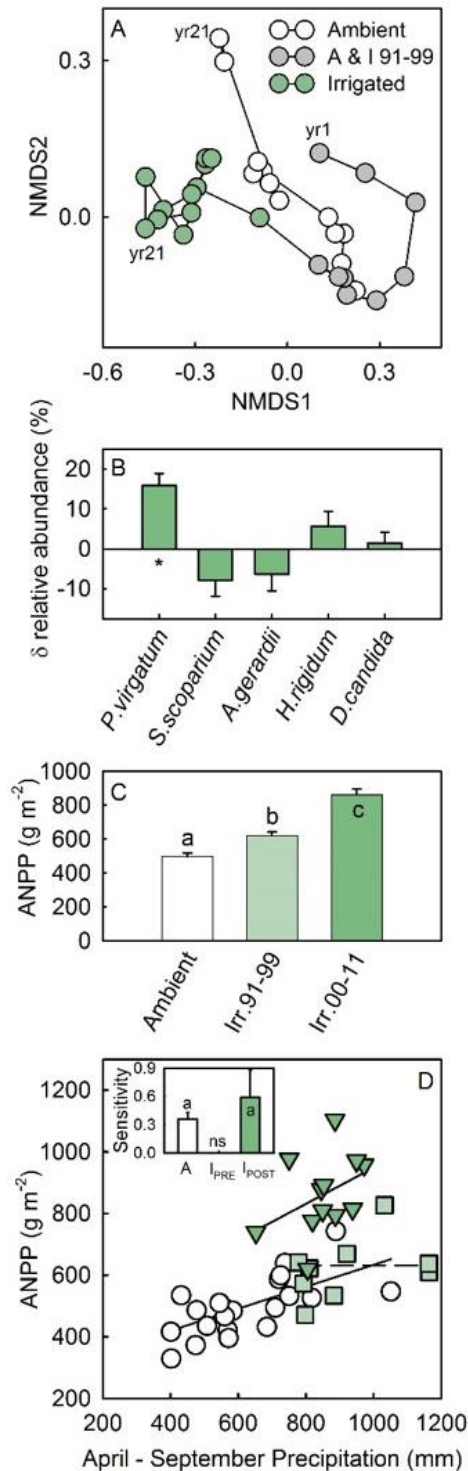 A
yr21
Ambient
A & I 91-99
Irrigated
yr1
yr21
0.3
0.0
NMDS2
-0.6
-0.3
0.0
0.3
NMDS1
B
20
10
0
-10
δ relative abundance (%)
*
P.virgatum
S.scoparium
A.gerardii
H.rigidum
D.candida
C
1000
800
600
400
200
0
ANPP (g m-2)
a
b
c
Ambient
Irr.91-99
Irr.00-11
D
0.9
0.6
0.3
0.0
Sensitivity
a
ns
a
A
IPRE
IPOST
1200
1000
800
600
400
200
ANPP (g m-2)
200
400
600
800
1000
1200
April - September Precipitation (mm)